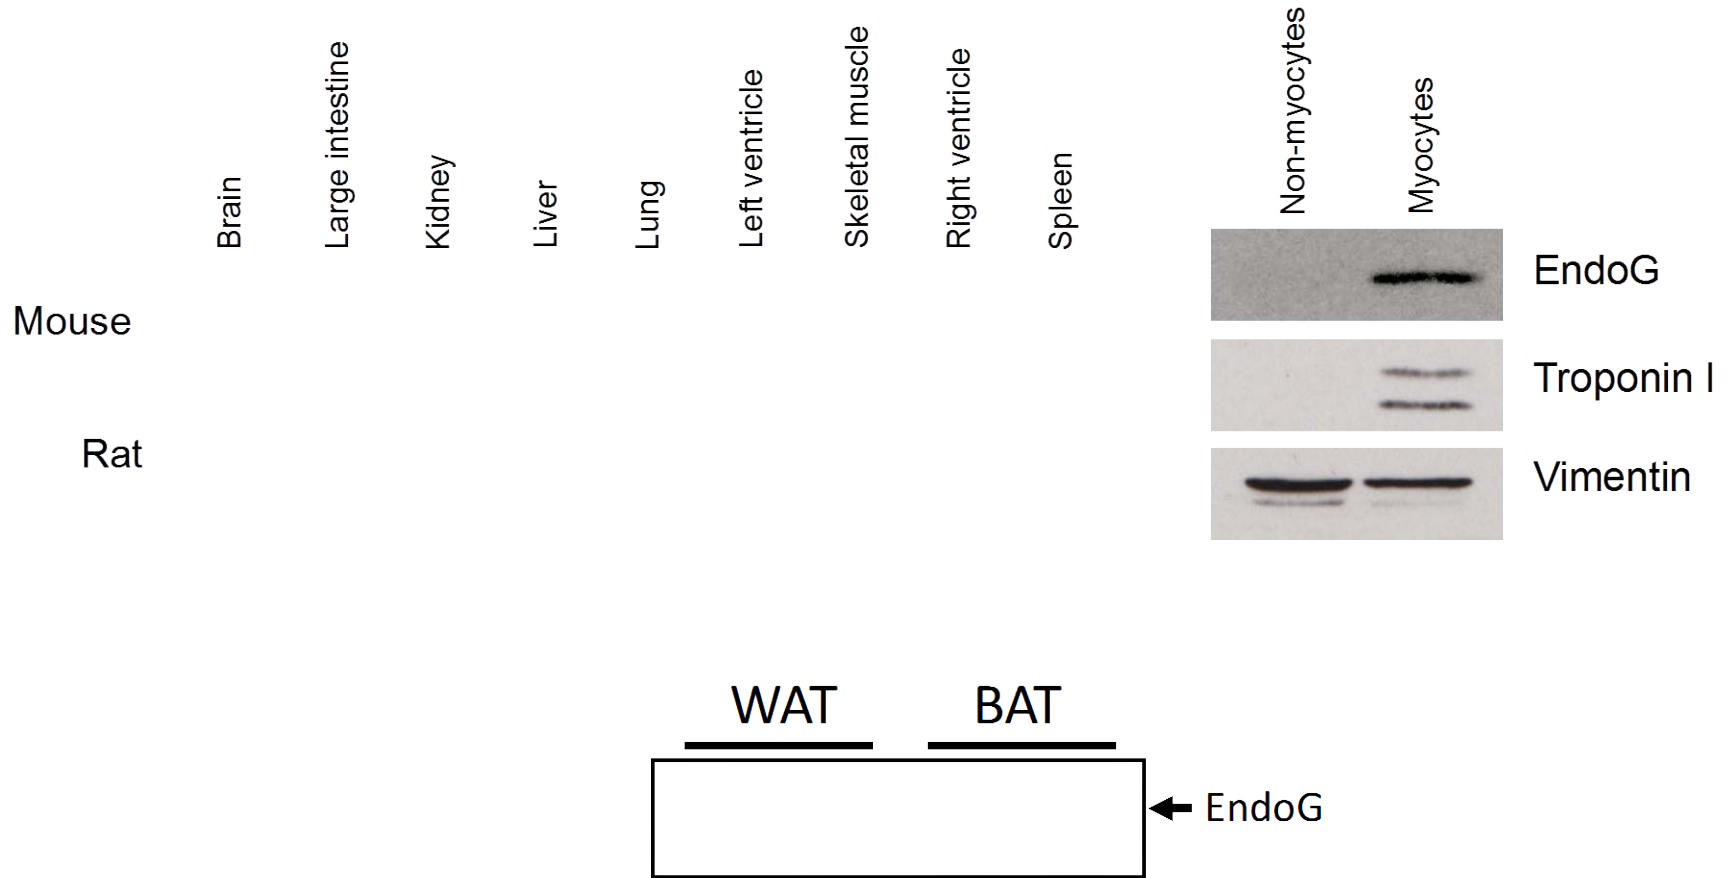 Brain
Large intestine
Kidney
Liver
Lung
Left ventricle
Skeletal muscle
Right ventricle
Spleen
Mouse
Rat
Non-myocytes
Myocytes
EndoG
Troponin I
Vimentin
WAT
BAT
EndoG